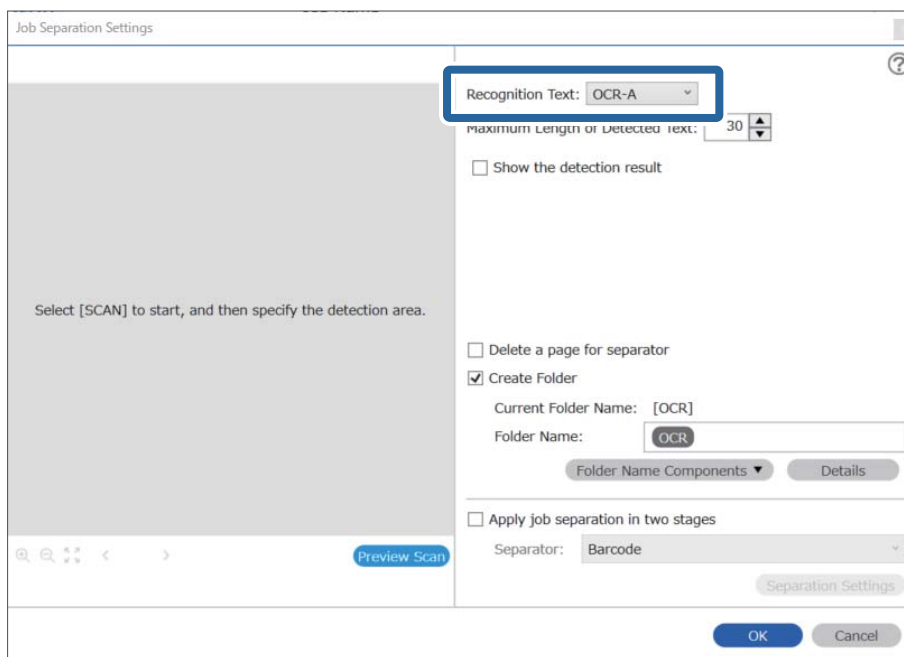 Job Separation Settings
Recognition Text: OCR-A
Maximum Length of Detected Text: 30
Show the detection result
Select [SCAN] to start, and then specify the detection area.
Delete a page for separator
Create Folder
Current Folder Name: [OCR]
Folder Name: OCR
Folder Name Components ▼ Details
Apply job separation in two stages
Preview Scan
Separator: Barcode
Separation Settings
OK Cancel